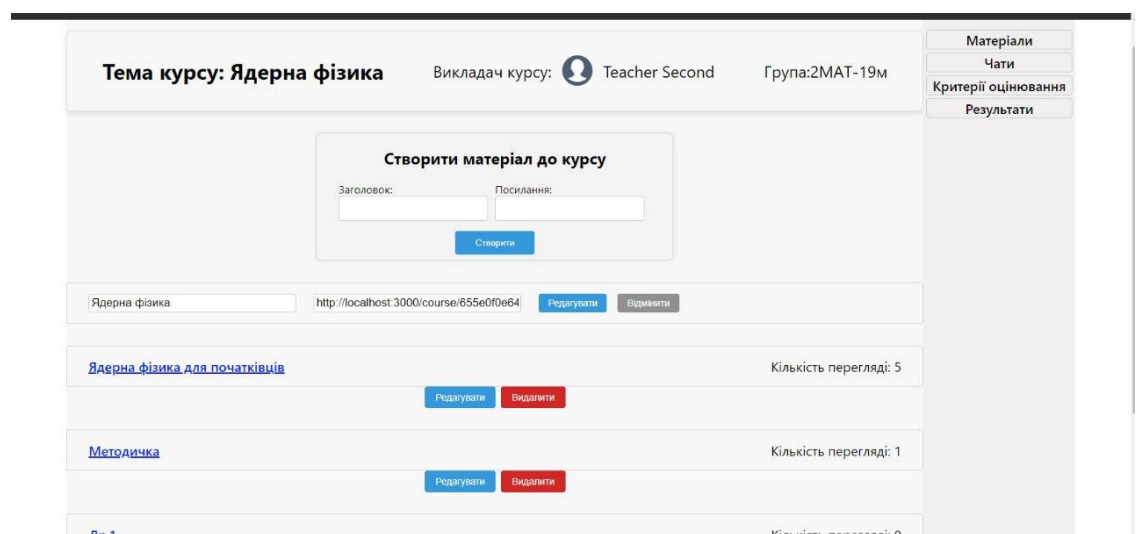 Тема курсу: Ядерна фізика Викладач курсу: Teacher Second Група:2МАТ-19м
Матеріали
Чати
Критерії оцінювання
Результати
Створити матеріал до курсу
Заголовок: Посилання:
Створити
Ядерна фізика http://localhost:3000/course/655e0f0e64 Редагувати Відмінити
Ядерна фізика для початківців Кількість перегляді: 5
Редагувати Видалити
Методичка Кількість перегляді: 1
Редагувати Видалити